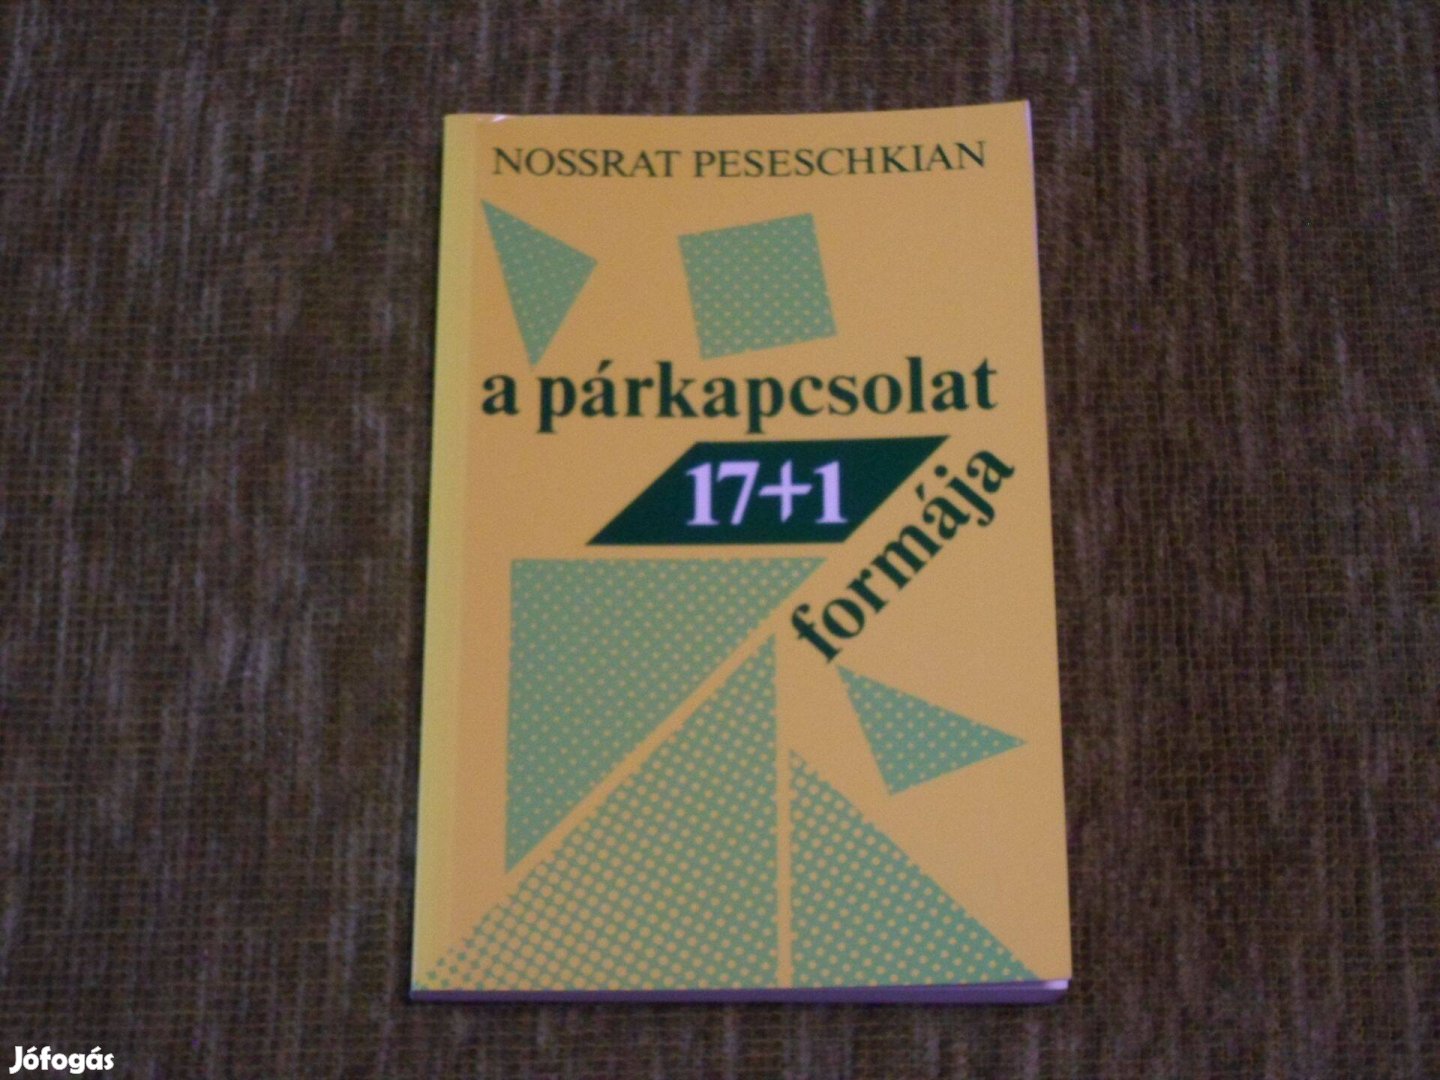 NOSSRAT PESESCHKIAN
a párkapcsolat
17+1
formája
Jófogás